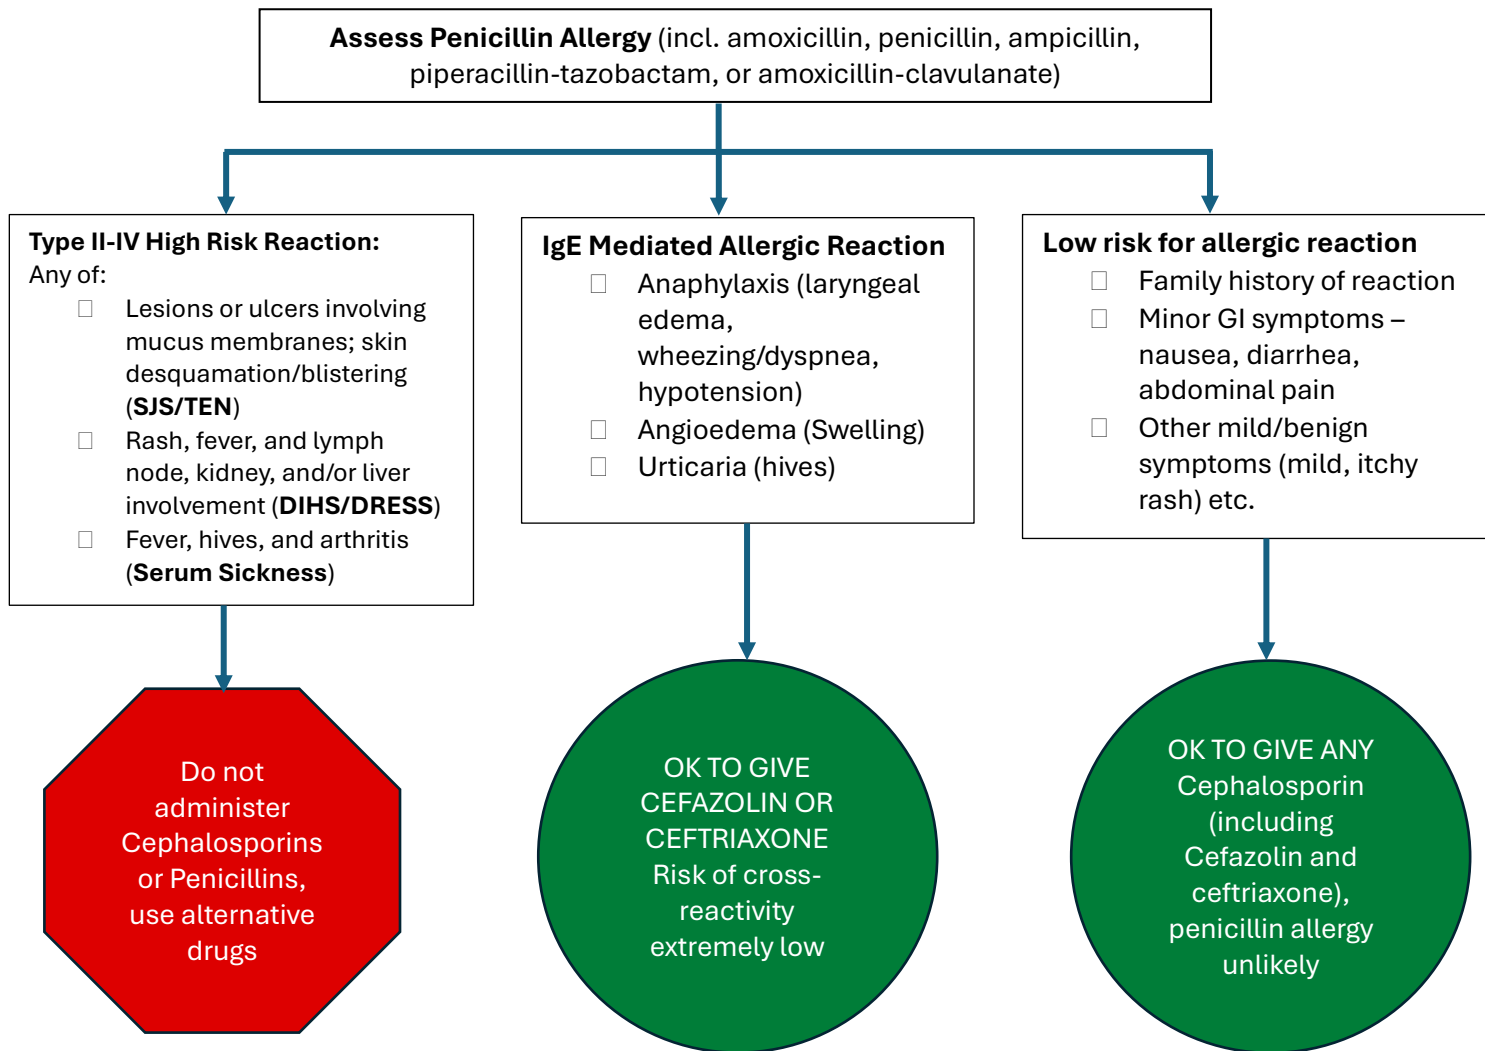 Assess Penicillin Allergy (incl. amoxicillin, penicillin, ampicillin,
piperacillin-tazobactam, or amoxicillin-clavulanate)
Type II-IV High Risk Reaction:
Any of:
☐ Lesions or ulcers involving
mucus membranes; skin
desquamation/blistering
(SJS/TEN)
☐ Rash, fever, and lymph
node, kidney, and/or liver
involvement (DIHS/DRESS)
☐ Fever, hives, and arthritis
(Serum Sickness)
IgE Mediated Allergic Reaction
☐ Anaphylaxis (laryngeal
edema,
wheezing/dyspnea,
hypotension)
☐ Angioedema (Swelling)
☐ Urticaria (hives)
Low risk for allergic reaction
☐ Family history of reaction
☐ Minor GI symptoms –
nausea, diarrhea,
abdominal pain
☐ Other mild/benign
symptoms (mild, itchy
rash) etc.
Do not
administer
Cephalosporins
or Penicillins,
use alternative
drugs
OK TO GIVE
CEFAZOLIN OR
CEFTRIAXONE
Risk of cross-
reactivity
extremely low
OK TO GIVE ANY
Cephalosporin
(including
Cefazolin and
ceftriaxone),
penicillin allergy
unlikely